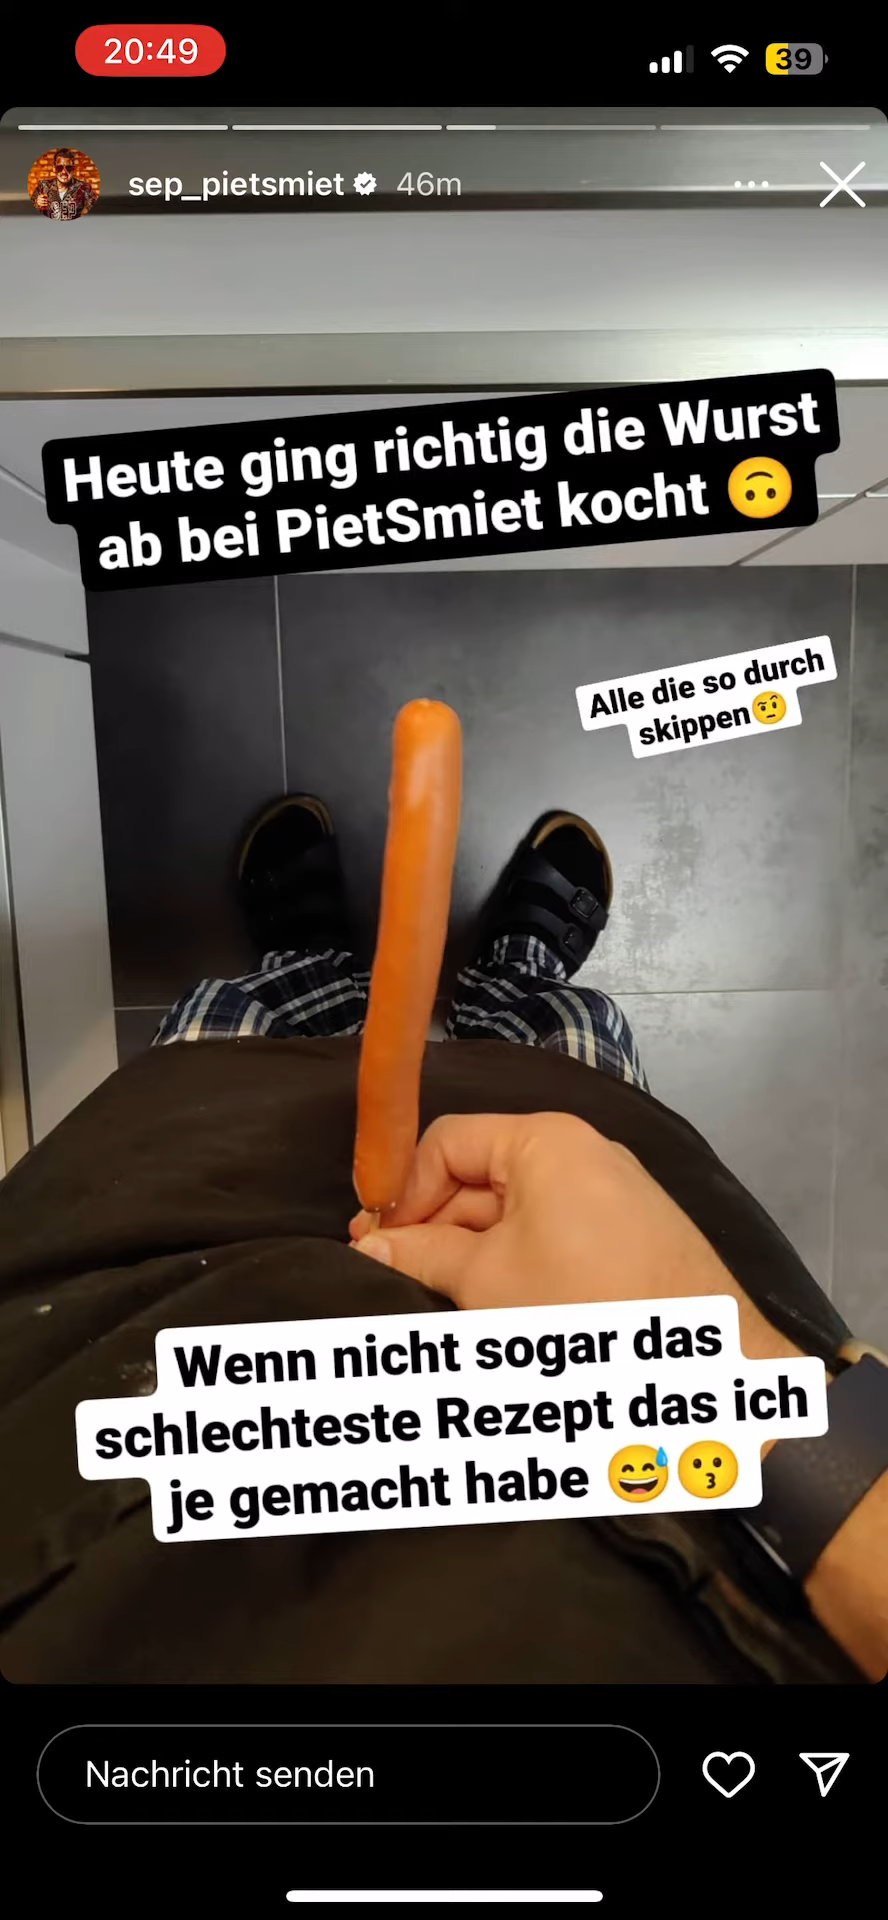 20:49
39
sep_pietsmiet 46m
Heute ging richtig die Wurst
ab bei PietSmiet kocht 🙃
Alle die so durch
skippen🤨
Wenn nicht sogar das
schlechteste Rezept das ich
je gemacht habe 😅😗
Nachricht senden